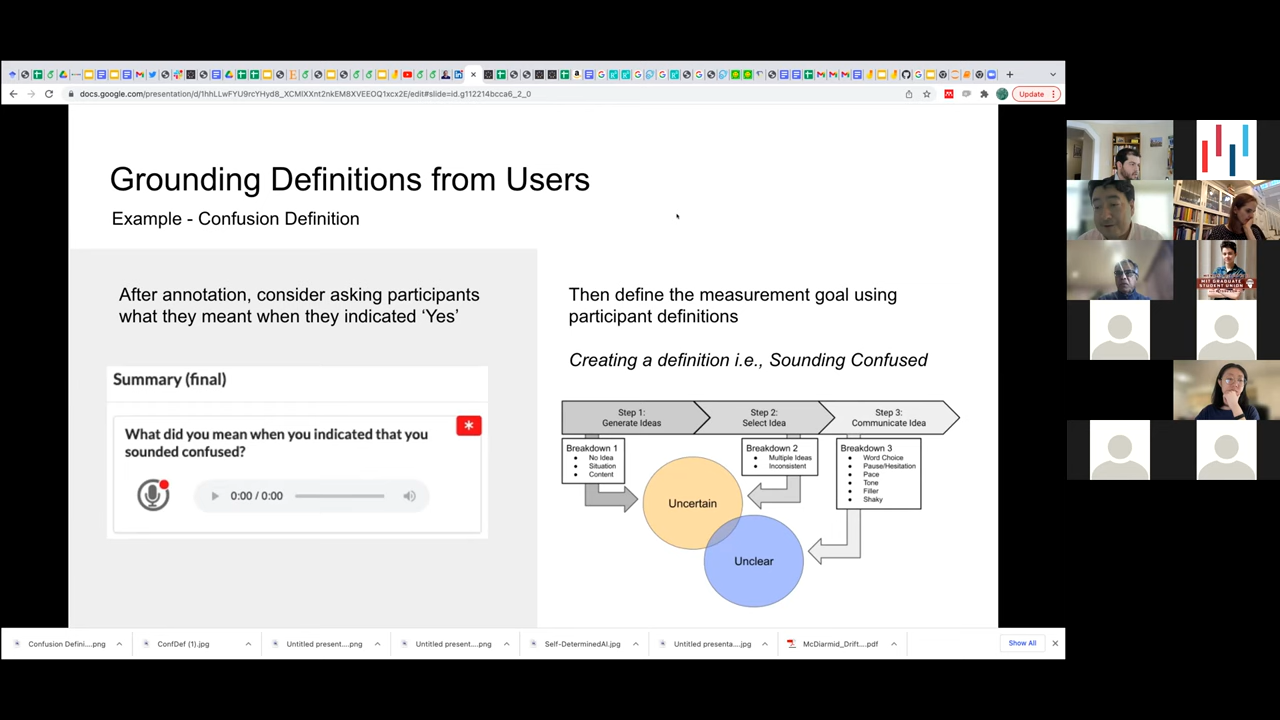 docs.google.com/presentation/d/1hhLLwFYU9rcYHyd8_XCMIXXnt2nkEM8XVEEOQ1xcx2E/edit#slide=id.g112214bcca6_2_0
Update
Grounding Definitions from Users
Example - Confusion Definition
After annotation, consider asking participants
what they meant when they indicated ‘Yes’
Summary (final)
What did you mean when you indicated that you
sounded confused?
*
0:00 / 0:00
Then define the measurement goal using
participant definitions
Creating a definition i.e., Sounding Confused
Step 1:
Generate Ideas
Step 2:
Select Idea
Step 3:
Communicate Idea
Breakdown 1
No Idea
Situation
Content
Breakdown 2
Multiple Ideas
Inconsistent
Breakdown 3
Word Choice
Pause/Hesitation
Pace
Tone
Filler
Shaky
Uncertain
Unclear
MIT GRADUATE
STUDENT UNION
Confusion Defini....png
ConfDef (1).jpg
Untitled present....png
Untitled present....png
Self-DeterminedAI.jpg
Untitled presenta....jpg
McDiarmid_Drift....pdf
Show All